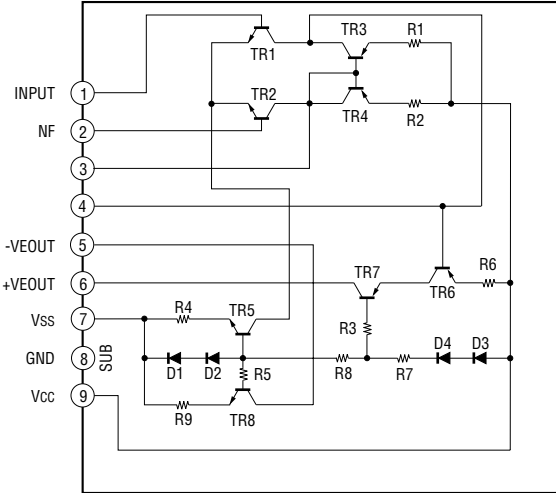 TR3 R1
TR1
INPUT 1
TR2
TR4 R2
NF 2
3
4
-VEOUT 5
+VEOUT 6
TR7 R6
TR6
Vss 7
R4 TR5
R3
GND 8 SUB
D1 D2 R5 R8 R7 D4 D3
Vcc 9
R9 TR8